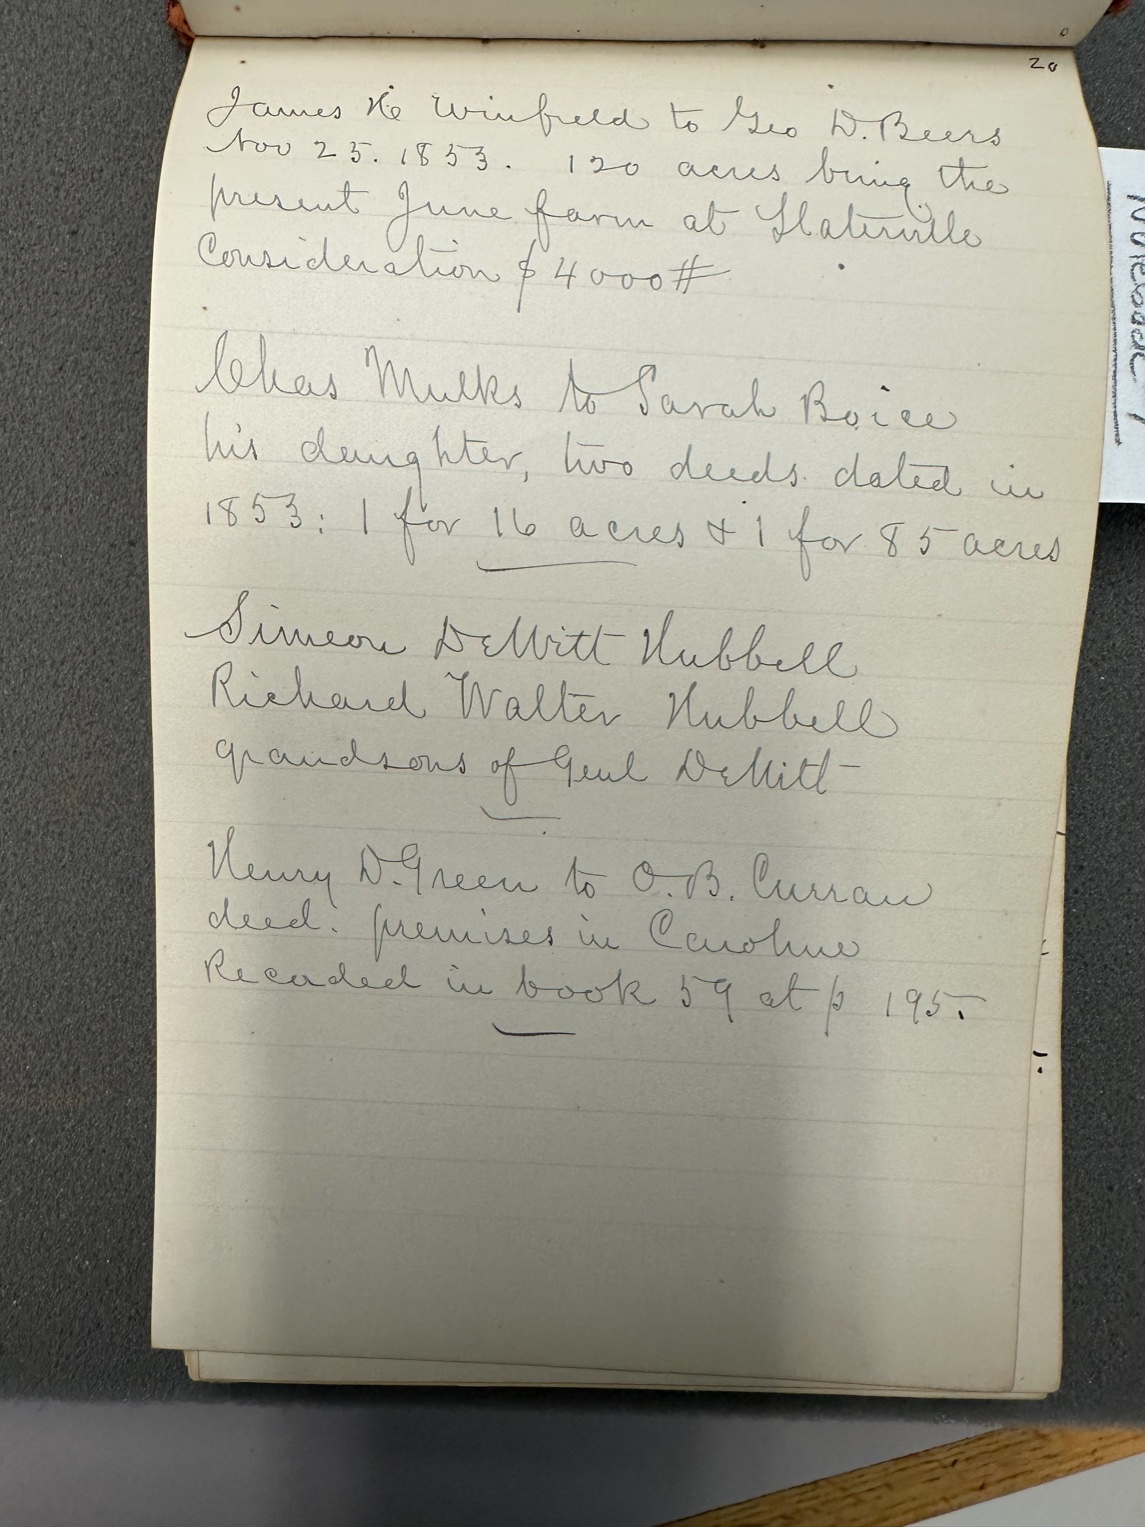 20
James H Winfield to Geo D. Beers
Nov 25. 1853. 120 acres being the
present June farm at Slaterville
Consideration $4000#
Chas Mulks to Sarah Boice
his daughter, two deeds. dated in
1853: 1 for 16 acres & 1 for 85 acres
Simeon DeWitt Hubbell
Richard Walter Hubbell
grandsons of Genl DeWitt
Henry D. Green to O. B. Curran
deed. premises in Caroline
Recorded in book 59 at p 195.
Notebook